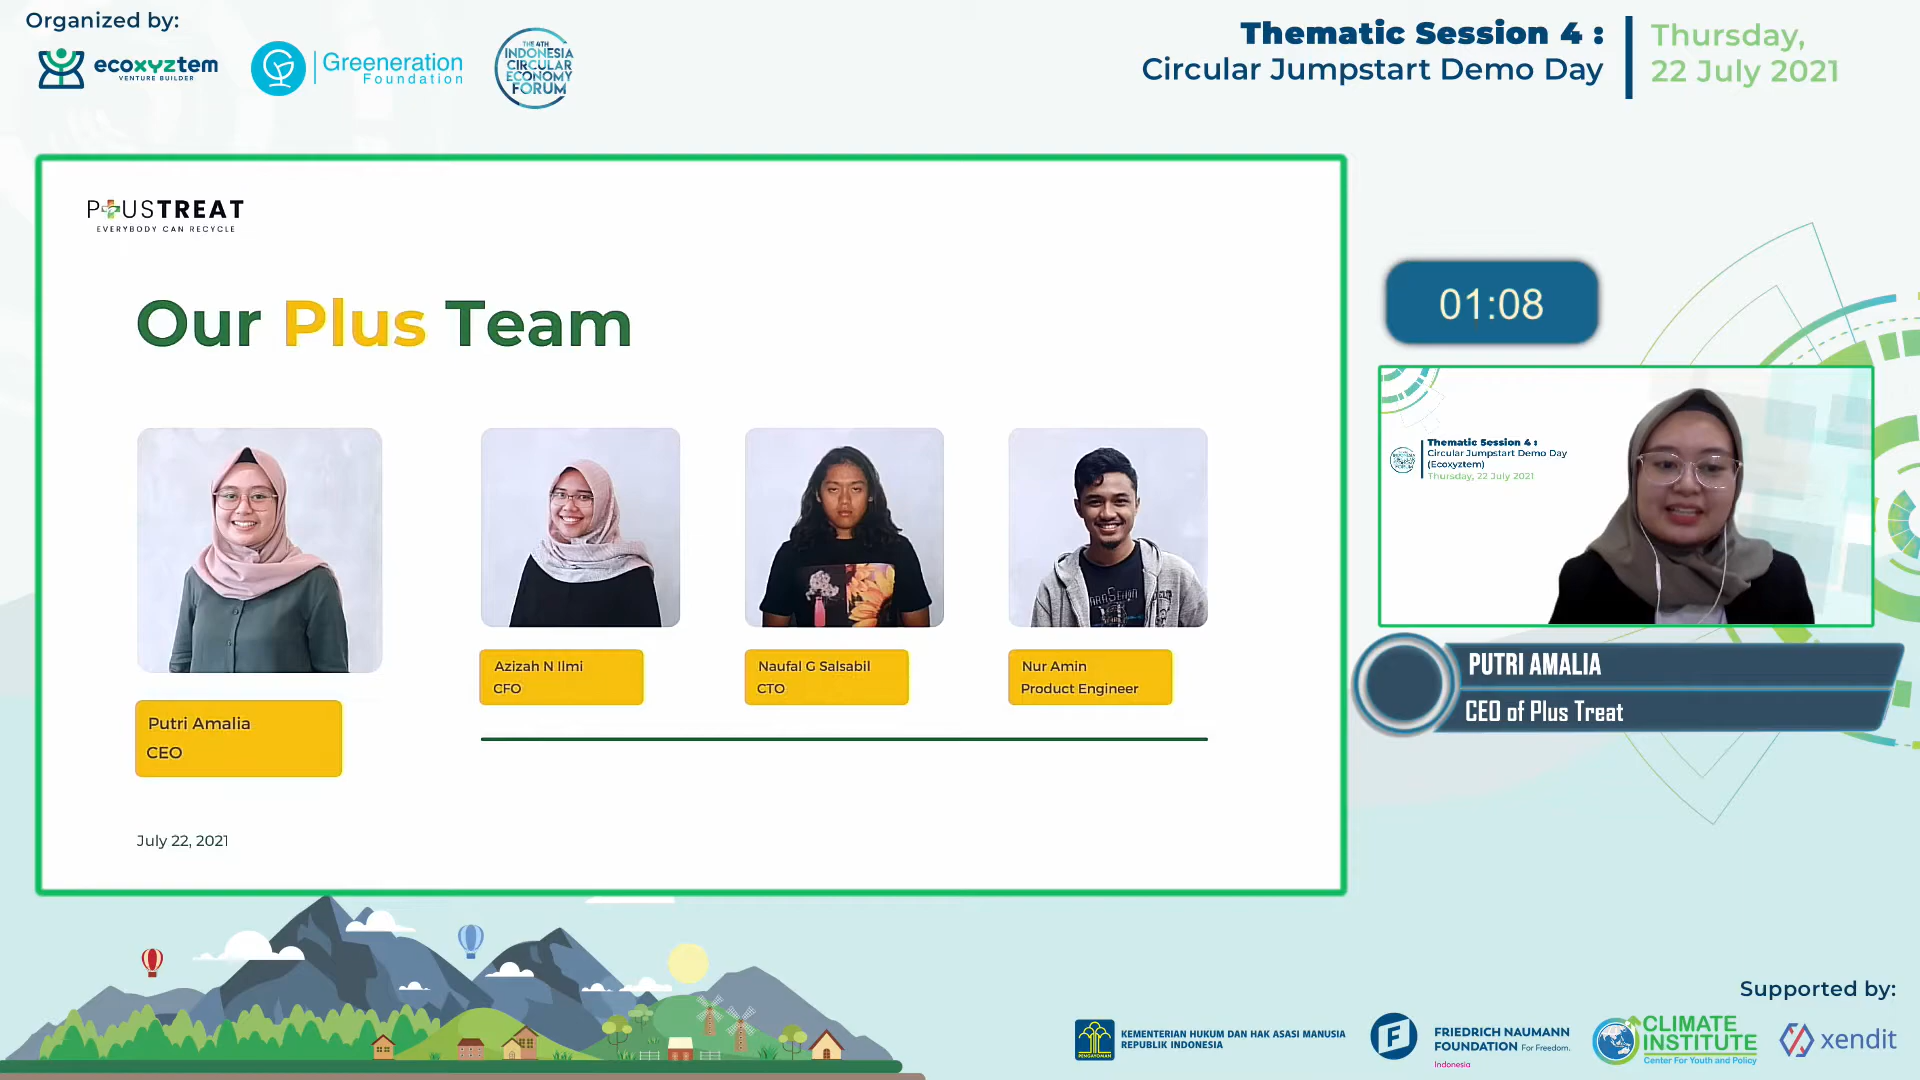 Organized by:
ecoxyztem
VENTURE BUILDER
Greeneration
Foundation
THE 4TH
INDONESIA
CIRCULAR
ECONOMY
FORUM
Thematic Session 4 :
Circular Jumpstart Demo Day
Thursday,
22 July 2021
PLUSTREAT
EVERYBODY CAN RECYCLE
Our Plus Team
Putri Amalia
CEO
Azizah N Ilmi
CFO
Naufal G Salsabil
CTO
Nur Amin
Product Engineer
July 22, 2021
01:08
Thematic Session 4 :
Circular Jumpstart Demo Day
(Ecoxyztem)
Thursday, 22 July 2021
PUTRI AMALIA
CEO of Plus Treat
Supported by:
PENGAYOMAN
KEMENTERIAN HUKUM DAN HAK ASASI MANUSIA
REPUBLIK INDONESIA
FRIEDRICH NAUMANN
FOUNDATION For Freedom.
Indonesia
CLIMATE
INSTITUTE
Center For Youth and Policy
xendit